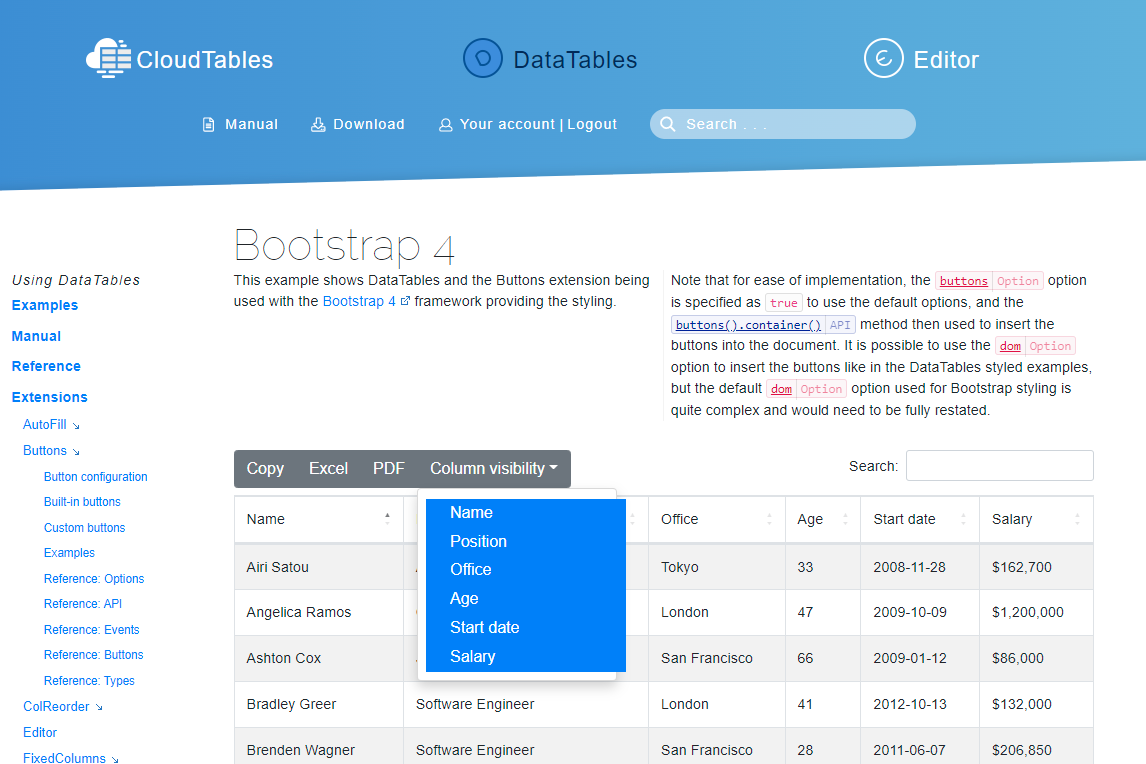 CloudTables
DataTables
Editor
Manual
Download
Your account | Logout
Search . . .
Using DataTables
Examples
Manual
Reference
Extensions
AutoFill ↘
Buttons ↘
Button configuration
Built-in buttons
Custom buttons
Examples
Reference: Options
Reference: API
Reference: Events
Reference: Buttons
Reference: Types
ColReorder ↘
Editor
FixedColumns ↘
Bootstrap 4
This example shows DataTables and the Buttons extension being
used with the Bootstrap 4 framework providing the styling.
Note that for ease of implementation, the buttons Option option
is specified as true to use the default options, and the
buttons().container() API method then used to insert the
buttons into the document. It is possible to use the dom Option
option to insert the buttons like in the DataTables styled examples,
but the default dom Option option used for Bootstrap styling is
quite complex and would need to be fully restated.
Copy Excel PDF Column visibility
Search:
Name
Position
Office
Age
Start date
Salary
Name Office Age Start date Salary
Airi Satou Tokyo 33 2008-11-28 $162,700
Angelica Ramos London 47 2009-10-09 $1,200,000
Ashton Cox San Francisco 66 2009-01-12 $86,000
Bradley Greer Software Engineer London 41 2012-10-13 $132,000
Brenden Wagner Software Engineer San Francisco 28 2011-06-07 $206,850